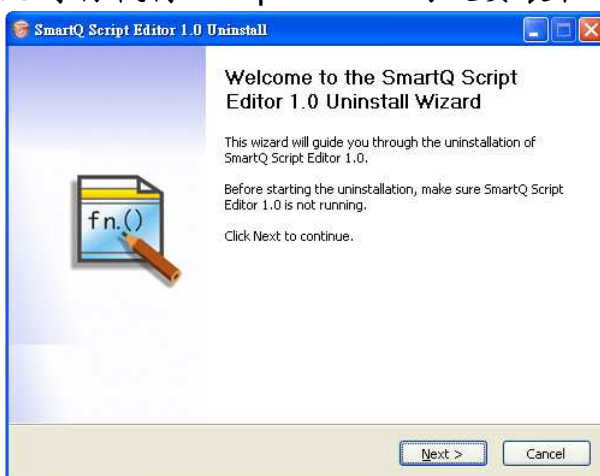 SmartQ Script Editor 1.0 Uninstall
Welcome to the SmartQ Script
Editor 1.0 Uninstall Wizard
This wizard will guide you through the uninstallation of
SmartQ Script Editor 1.0.
Before starting the uninstallation, make sure SmartQ Script
Editor 1.0 is not running.
Click Next to continue.
fn.()
Next >
Cancel